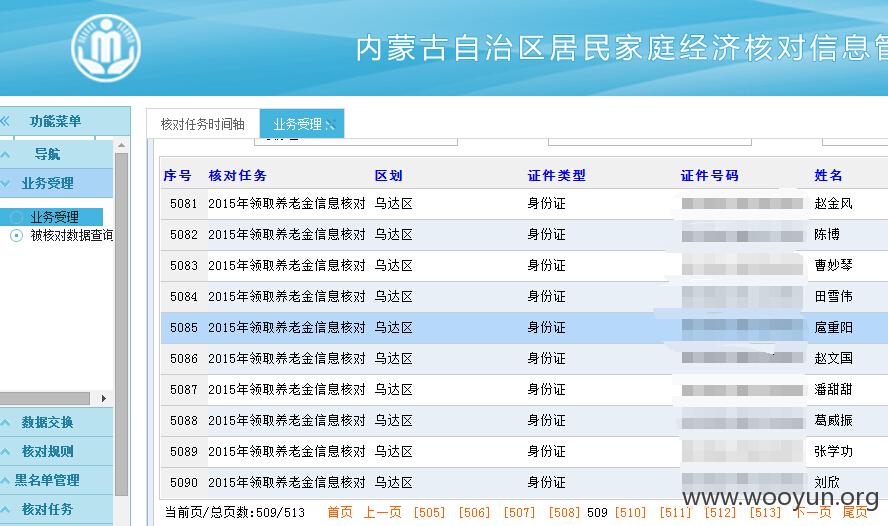 内蒙古自治区居民家庭经济核对信息管
功能菜单
核对任务时间轴 业务受理
导航
业务受理
业务受理
被核对数据查询
序号 核对任务 区划 证件类型 证件号码 姓名
5081 2015年领取养老金信息核对 乌达区 身份证 赵金凤
5082 2015年领取养老金信息核对 乌达区 身份证 陈博
5083 2015年领取养老金信息核对 乌达区 身份证 曹妙琴
5084 2015年领取养老金信息核对 乌达区 身份证 田雪伟
5085 2015年领取养老金信息核对 乌达区 身份证 扈重阳
5086 2015年领取养老金信息核对 乌达区 身份证 赵文国
5087 2015年领取养老金信息核对 乌达区 身份证 潘甜甜
5088 2015年领取养老金信息核对 乌达区 身份证 葛威振
5089 2015年领取养老金信息核对 乌达区 身份证 张学功
5090 2015年领取养老金信息核对 乌达区 身份证 刘欣
数据交换
核对规则
黑名单管理
核对任务
www.wooyun.org
当前页/总页数:509/513 首页 上一页 [505] [506] [507] [508] 509 [510] [511] [512] [513] 下一页 尾页